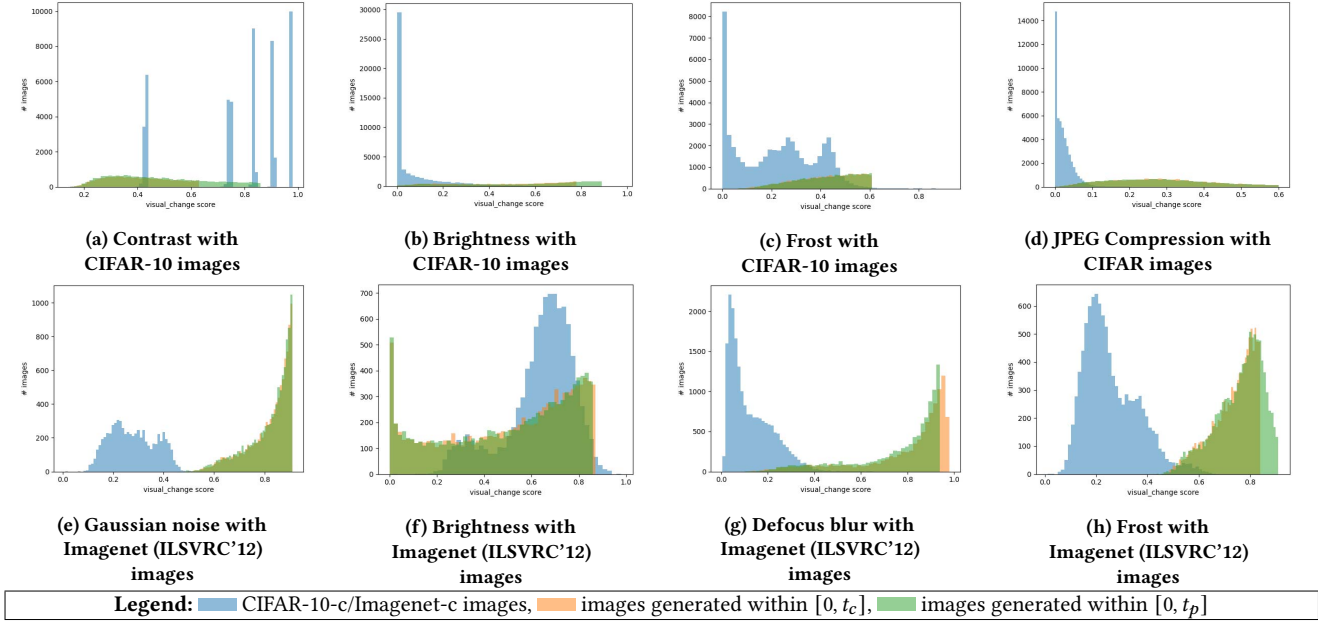 10000
8000
6000
4000
2000
0
# images
0.2 0.4 0.6 0.8 1.0
visual_change score
(a) Contrast with
CIFAR-10 images
30000
25000
20000
15000
10000
5000
0
# images
0.0 0.2 0.4 0.6 0.8 1.0
visual_change score
(b) Brightness with
CIFAR-10 images
8000
7000
6000
5000
4000
3000
2000
1000
0
# images
0.0 0.2 0.4 0.6 0.8
visual_change score
(c) Frost with
CIFAR-10 images
14000
12000
10000
8000
6000
4000
2000
0
# images
0.0 0.1 0.2 0.3 0.4 0.5 0.6
visual_change score
(d) JPEG Compression with
CIFAR images
1000
800
600
400
200
0
# images
0.0 0.2 0.4 0.6 0.8
visual_change score
(e) Gaussian noise with
Imagenet (ILSVRC'12)
images
700
600
500
400
300
200
100
0
# images
0.0 0.2 0.4 0.6 0.8 1.0
visual_change score
(f) Brightness with
Imagenet (ILSVRC'12)
images
2000
1500
1000
500
0
# images
0.0 0.2 0.4 0.6 0.8 1.0
visual_change score
(g) Defocus blur with
Imagenet (ILSVRC'12)
images
600
500
400
300
200
100
0
# images
0.0 0.2 0.4 0.6 0.8
visual_change score
(h) Frost with
Imagenet (ILSVRC'12)
images
Legend: CIFAR-10-c/Imagenet-c images, images generated within [0, t_c], images generated within [0, t_p]